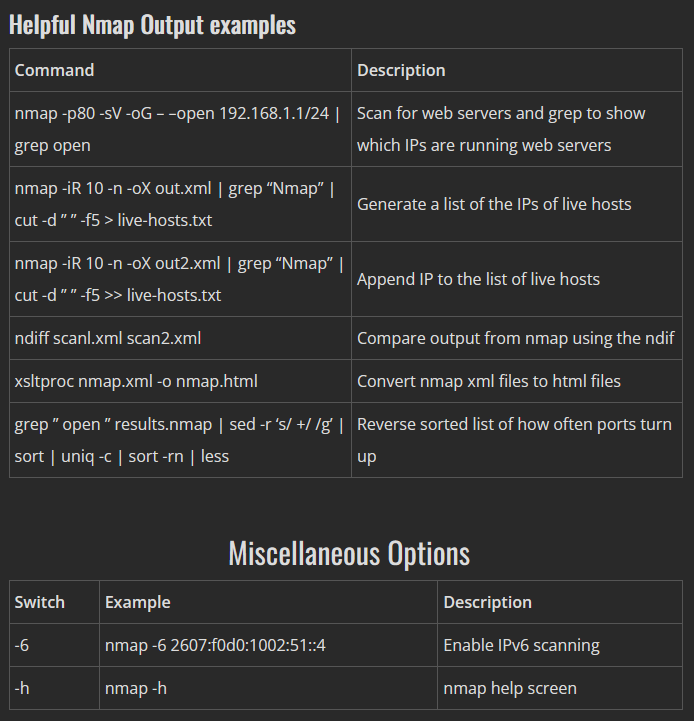 Helpful Nmap Output examples
Command Description
nmap -p80 -sV -oG – –open 192.168.1.1/24 |
grep open
Scan for web servers and grep to show
which IPs are running web servers
nmap -iR 10 -n -oX out.xml | grep “Nmap” |
cut -d ” ” -f5 > live-hosts.txt
Generate a list of the IPs of live hosts
nmap -iR 10 -n -oX out2.xml | grep “Nmap” |
cut -d ” ” -f5 >> live-hosts.txt
Append IP to the list of live hosts
ndiff scanl.xml scan2.xml
Compare output from nmap using the ndif
xsltproc nmap.xml -o nmap.html
Convert nmap xml files to html files
grep ” open ” results.nmap | sed -r ‘s/ +/ /g’ |
sort | uniq -c | sort -rn | less
Reverse sorted list of how often ports turn
up
Miscellaneous Options
Switch Example Description
-6 nmap -6 2607:f0d0:1002:51::4 Enable IPv6 scanning
-h nmap -h nmap help screen